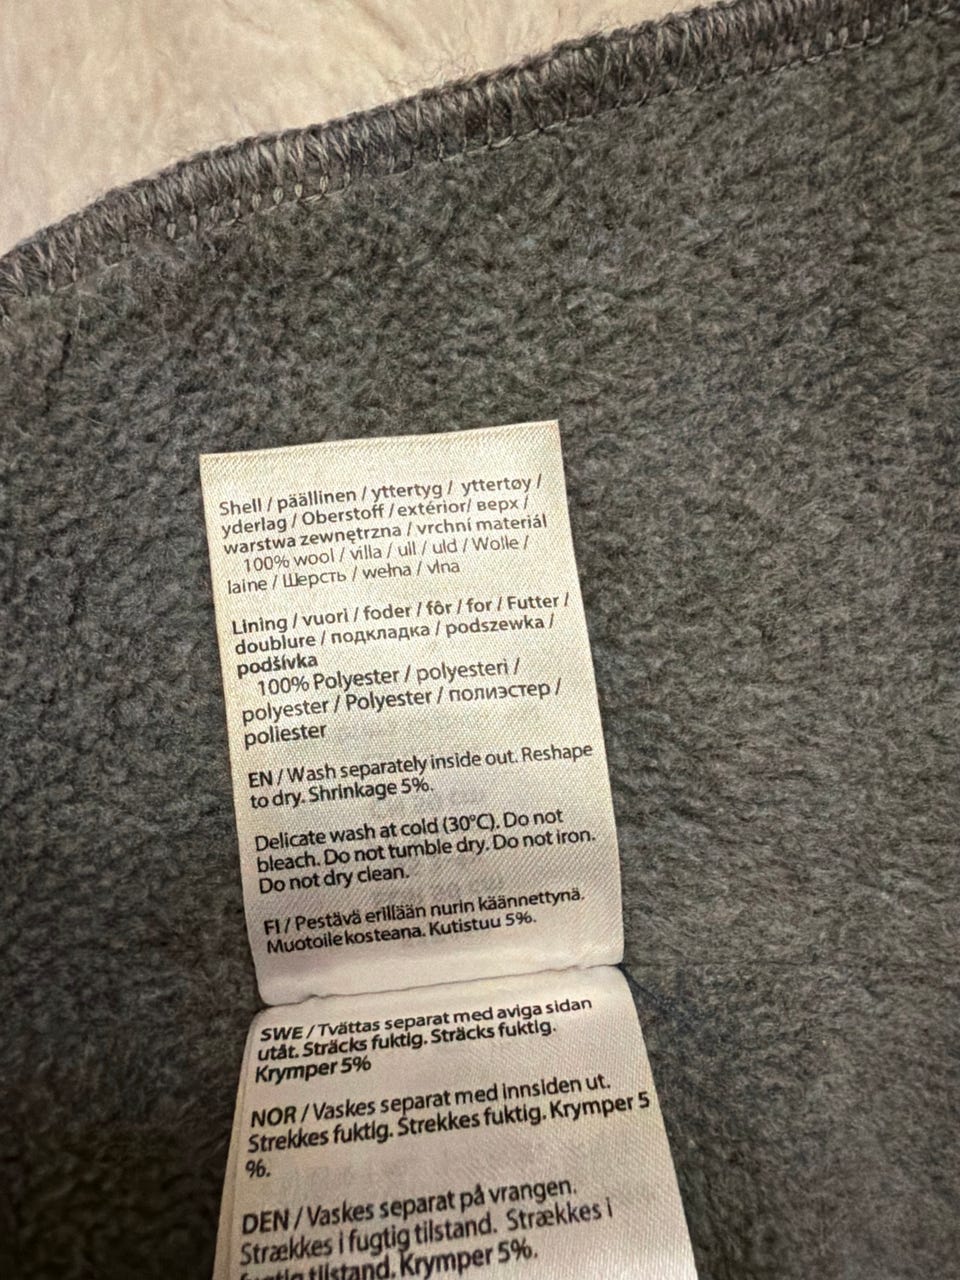 Shell / päällinen / yttertyg / yttertøy /
yderlag / Oberstoff / extérior/ верх /
warstwa zewnętrzna / vrchní materiál
100% wool / villa / ull / uld / Wolle /
laine / Шерсть / wełna / vlna
Lining / vuori / foder / fôr / for / Futter /
doublure / подкладка / podszewka /
podšívka
100% Polyester / polyesteri /
polyester / Polyester / полиэстер /
poliester
EN / Wash separately inside out. Reshape
to dry. Shrinkage 5%.
Delicate wash at cold (30°C). Do not
bleach. Do not tumble dry. Do not iron.
Do not dry clean.
FI / Pestävä erillään nurin käännettynä.
Muotoile kosteana. Kutistuu 5%.
SWE / Tvättas separat med aviga sidan
utåt. Sträcks fuktig. Sträcks fuktig.
Krymper 5%
NOR / Vaskes separat med innsiden ut.
Strekkes fuktig. Strekkes fuktig. Krymper 5
%.
DEN / Vaskes separat på vrangen.
Strækkes i fugtig tilstand. Strækkes i
fugtig tilstand. Krymper 5%.